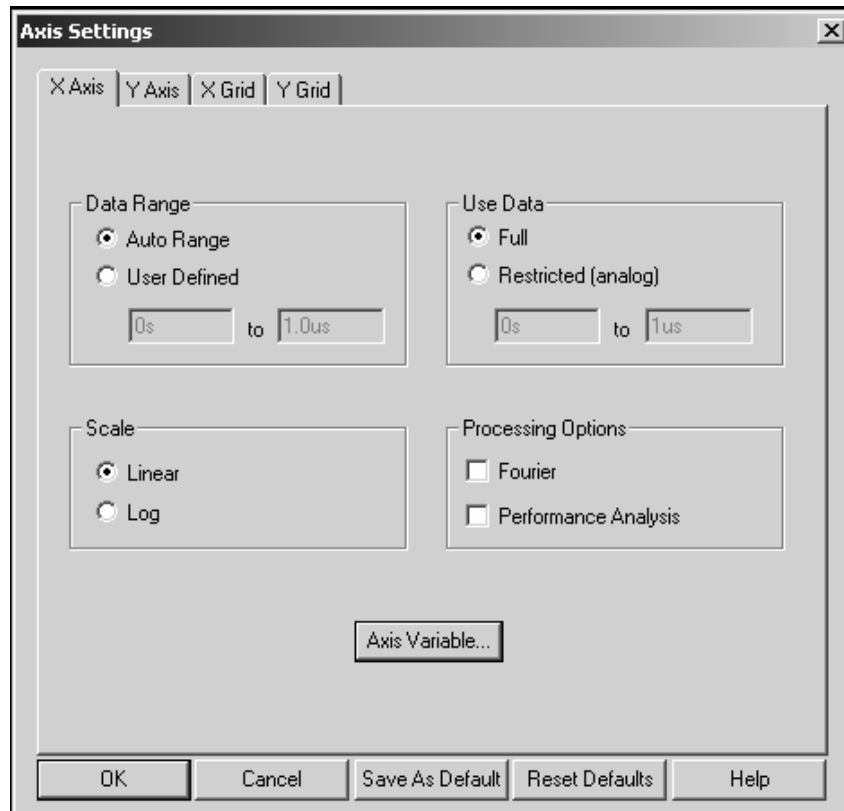 Axis Settings
X Axis Y Axis X Grid Y Grid
Data Range
Auto Range
User Defined
0s to 1.0us
Use Data
Full
Restricted (analog)
0s to 1us
Scale
Linear
Log
Processing Options
Fourier
Performance Analysis
Axis Variable...
OK Cancel Save As Default Reset Defaults Help